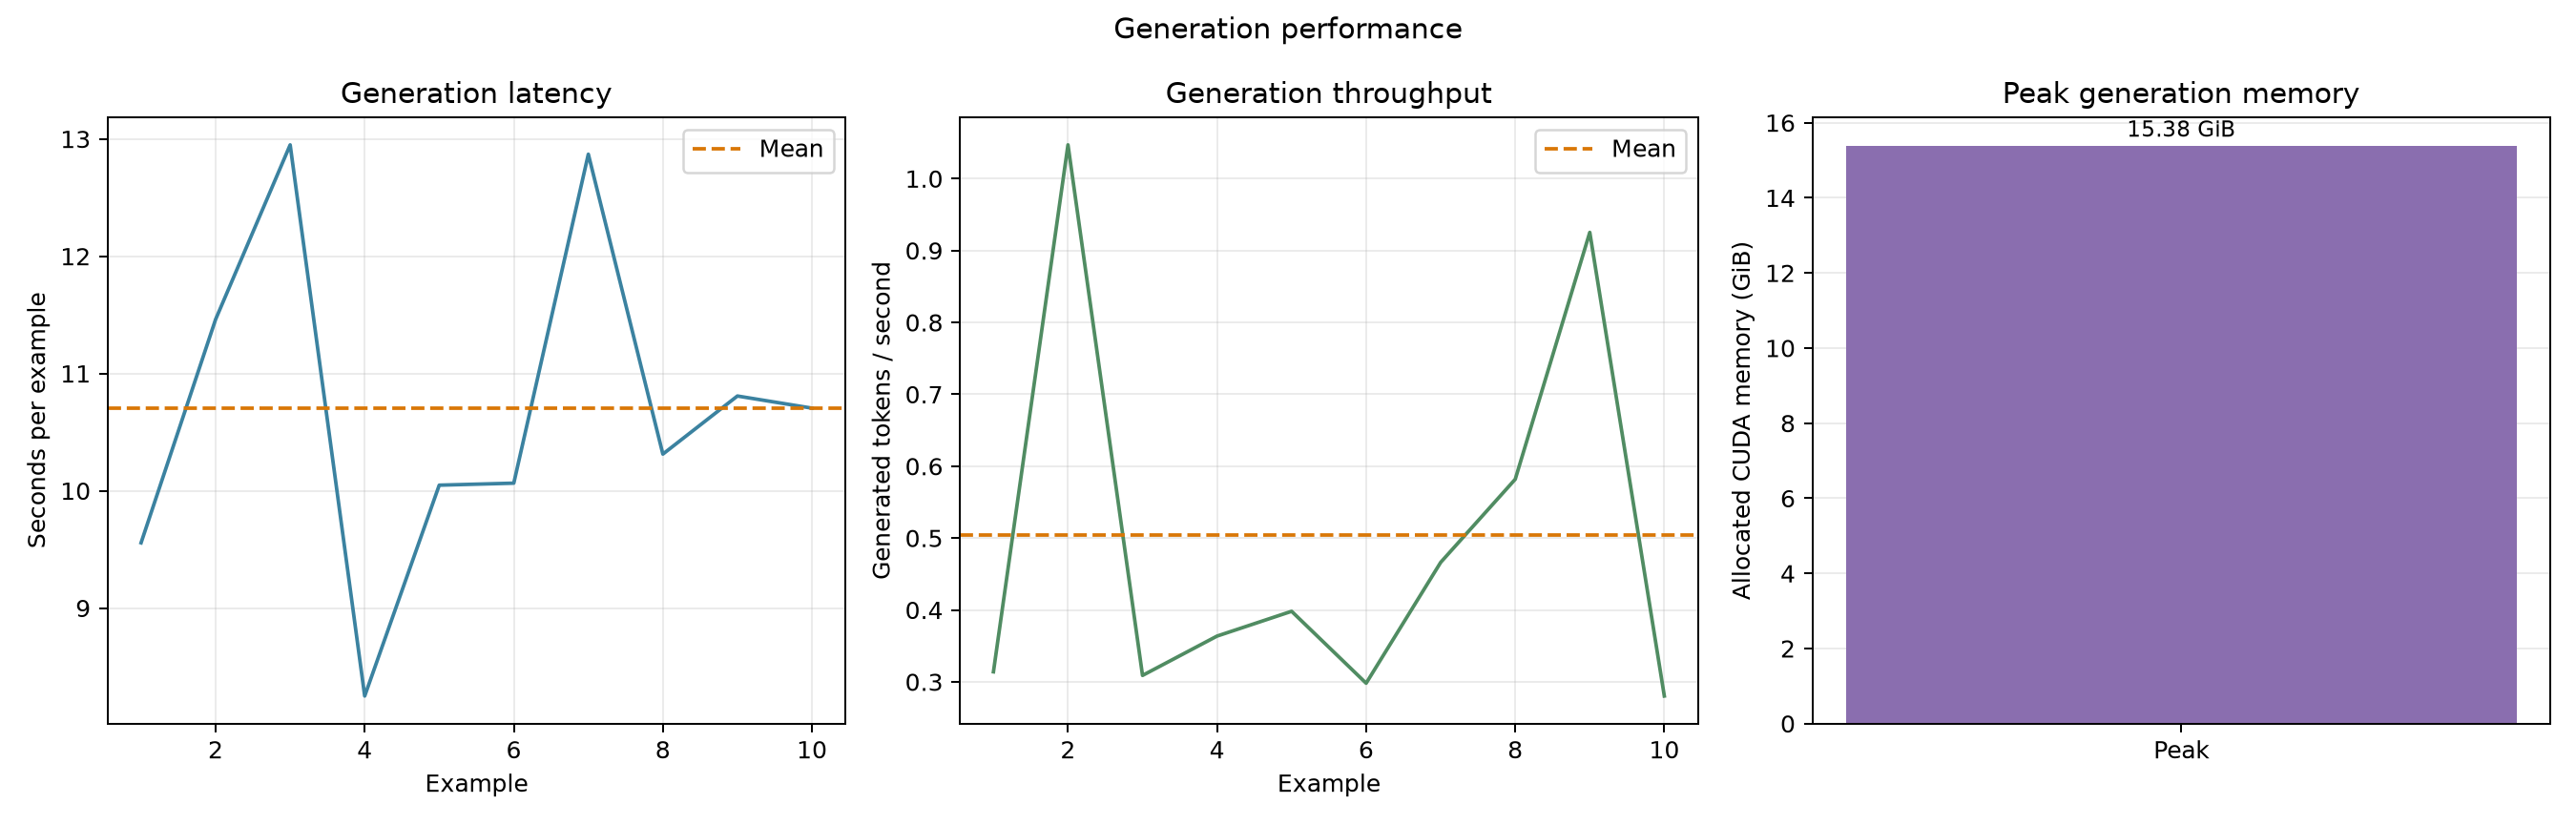 Generation performance
Generation latency
13
12
11
10
9
2 4 6 8 10
Seconds per example
Example
Mean
Generation throughput
1.0
0.9
0.8
0.7
0.6
0.5
0.4
0.3
2 4 6 8 10
Generated tokens / second
Example
Mean
Peak generation memory
16
14
12
10
8
6
4
2
0
15.38 GiB
Allocated CUDA memory (GiB)
Peak